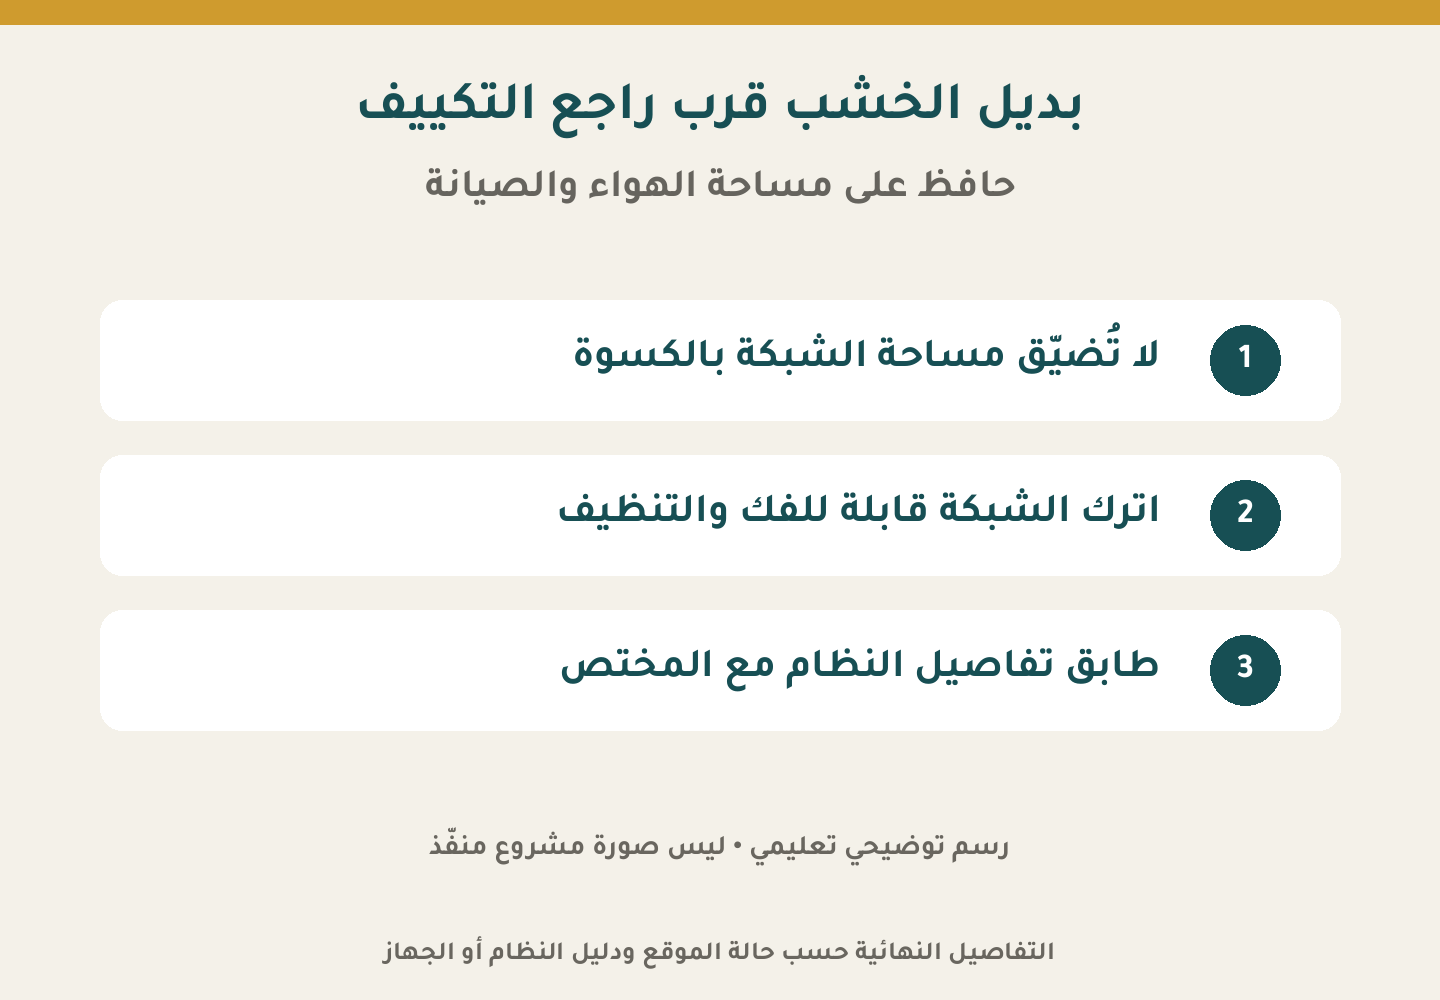 بديل الخشب قرب راجع التكييف
حافظ على مساحة الهواء والصيانة
1 لا تُضيّق مساحة الشبكة بالكسوة
2 اترك الشبكة قابلة للفك والتنظيف
3 طابق تفاصيل النظام مع المختص
رسم توضيحي تعليمي • ليس صورة مشروع منفّذ
التفاصيل النهائية حسب حالة الموقع ودليل النظام أو الجهاز